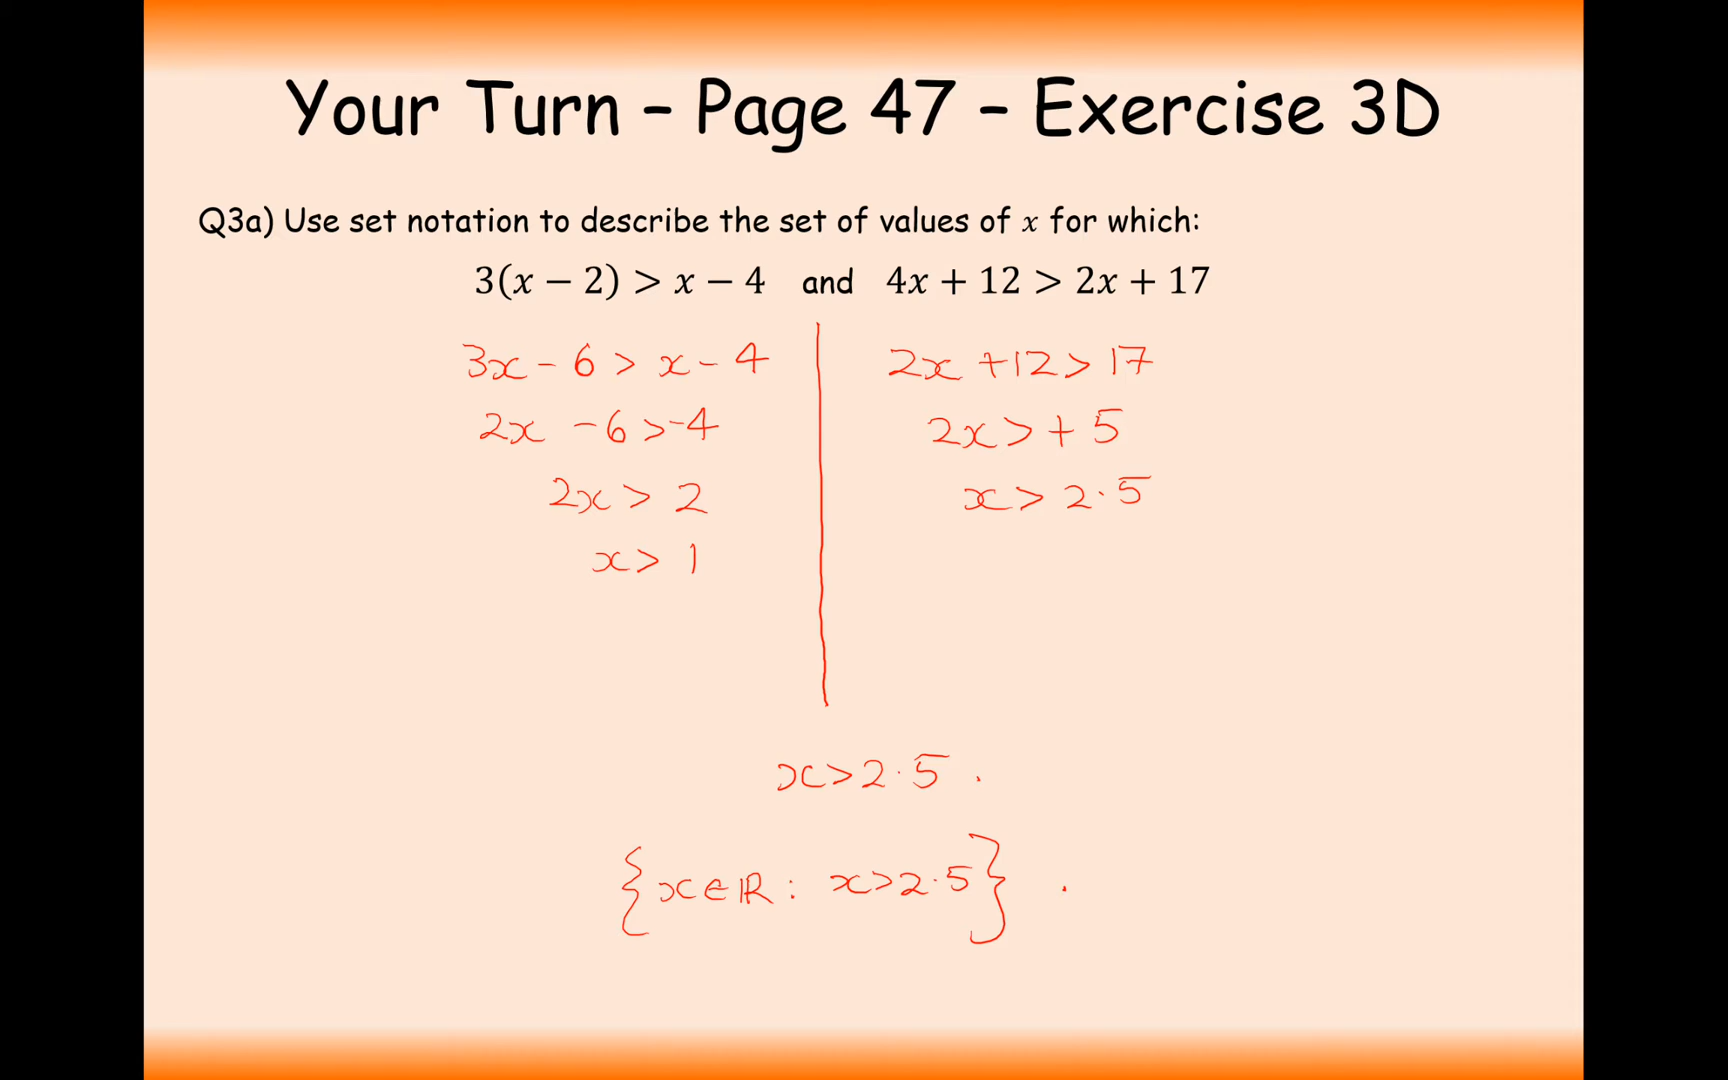 Your Turn – Page 47 – Exercise 3D
Q3a) Use set notation to describe the set of values of x for which:
3(x − 2) > x − 4 and 4x + 12 > 2x + 17
3x − 6 > x − 4
2x − 6 > −4
2x > 2
x > 1
2x + 12 > 17
2x > + 5
x > 2·5
x > 2·5 .
{x ∈ ℝ : x > 2·5} .